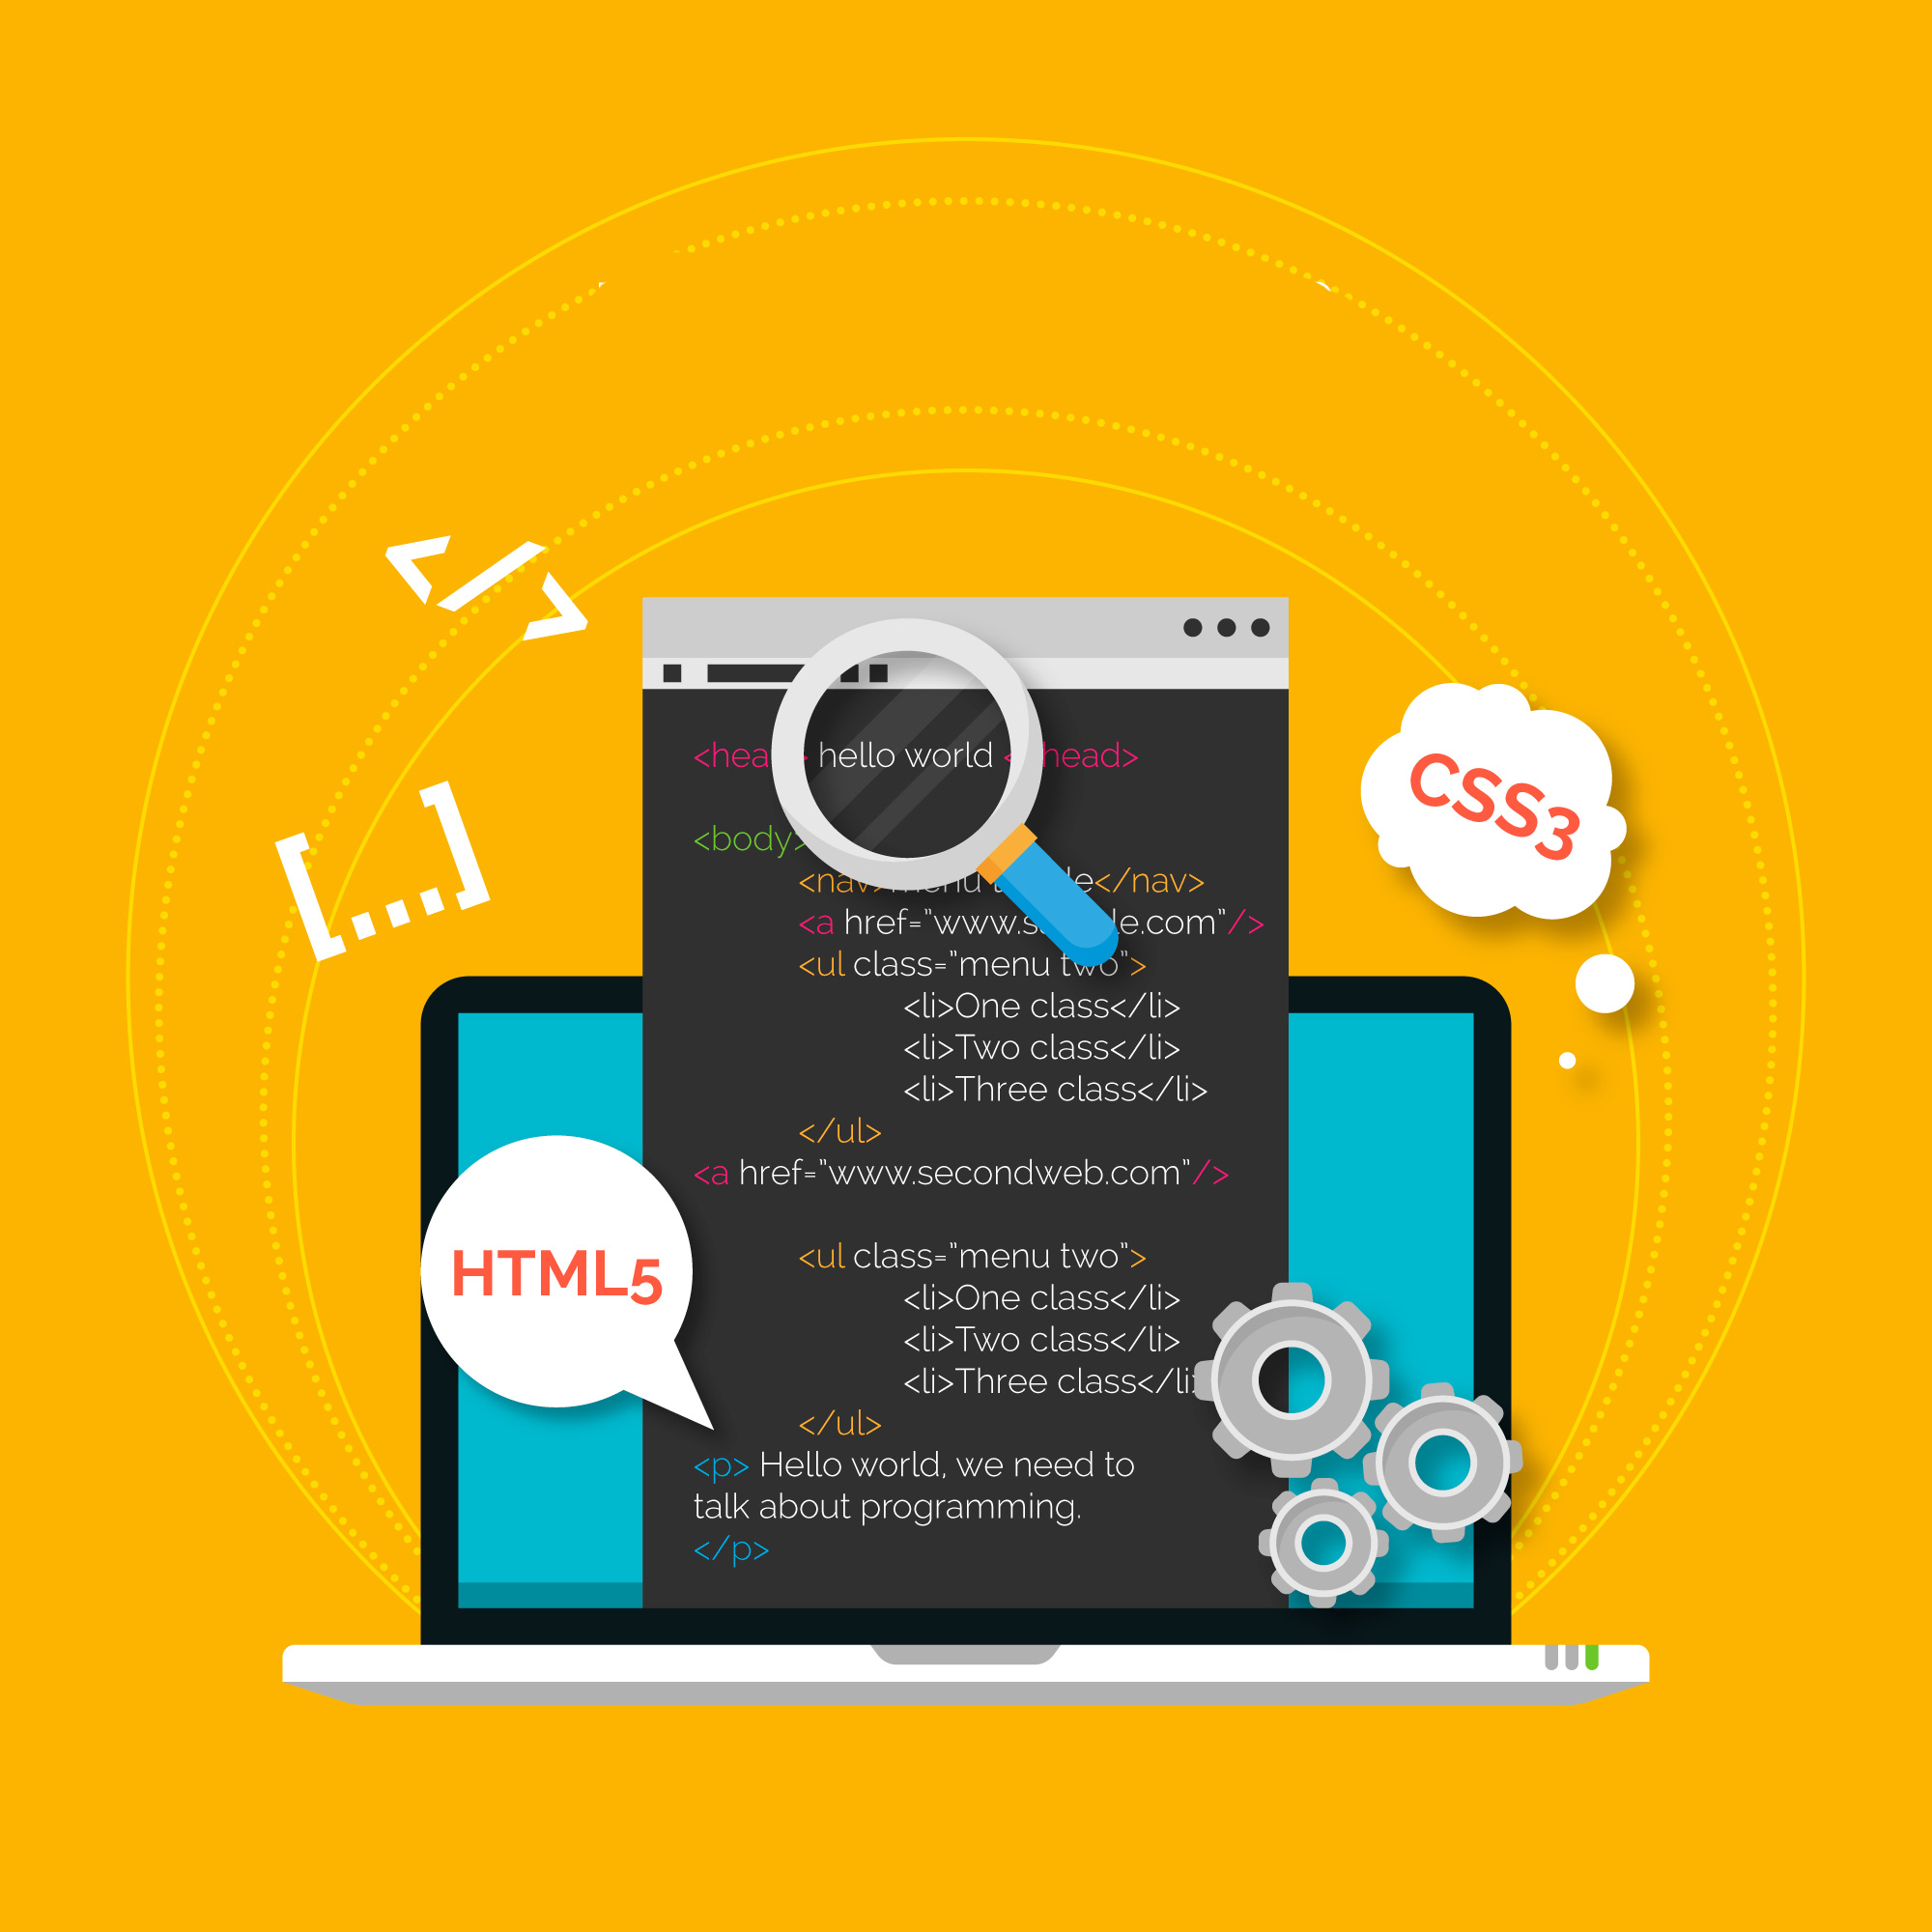 </>
<head> hello world </head>
CSS3
[....]
<body>
<nav>menu </nav>
<a href="www. .com"/>
<ul class="menu two">
<li>One class</li>
<li>Two class</li>
<li>Three class</li>
</ul>
<a href="www.secondweb.com"/>
HTML5
<ul class="menu two">
<li>One class</li>
<li>Two class</li>
<li>Three class</li>
</ul>
<p> Hello world, we need to
talk about programming.
</p>